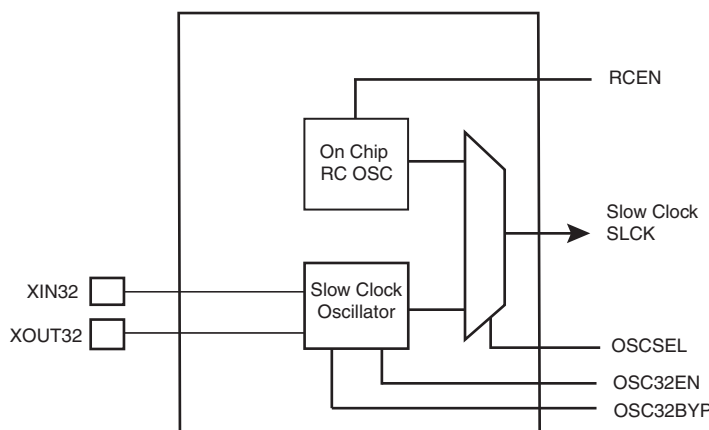 RCEN
On Chip
RC OSC
Slow Clock
SLCK
XIN32
Slow Clock
Oscillator
XOUT32
OSCSEL
OSC32EN
OSC32BYP